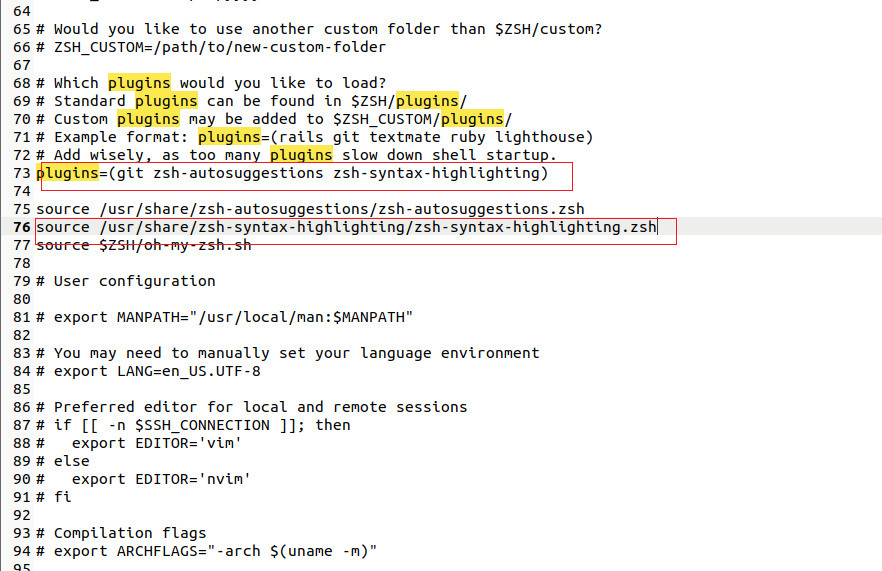 64
65 # Would you like to use another custom folder than $ZSH/custom?
66 # ZSH_CUSTOM=/path/to/new-custom-folder
67
68 # Which plugins would you like to load?
69 # Standard plugins can be found in $ZSH/plugins/
70 # Custom plugins may be added to $ZSH_CUSTOM/plugins/
71 # Example format: plugins=(rails git textmate ruby lighthouse)
72 # Add wisely, as too many plugins slow down shell startup.
73 plugins=(git zsh-autosuggestions zsh-syntax-highlighting)
74
75 source /usr/share/zsh-autosuggestions/zsh-autosuggestions.zsh
76 source /usr/share/zsh-syntax-highlighting/zsh-syntax-highlighting.zsh
77 source $ZSH/oh-my-zsh.sh
78
79 # User configuration
80
81 # export MANPATH="/usr/local/man:$MANPATH"
82
83 # You may need to manually set your language environment
84 # export LANG=en_US.UTF-8
85
86 # Preferred editor for local and remote sessions
87 # if [[ -n $SSH_CONNECTION ]]; then
88 #   export EDITOR='vim'
89 # else
90 #   export EDITOR='nvim'
91 # fi
92
93 # Compilation flags
94 # export ARCHFLAGS="-arch $(uname -m)"
95